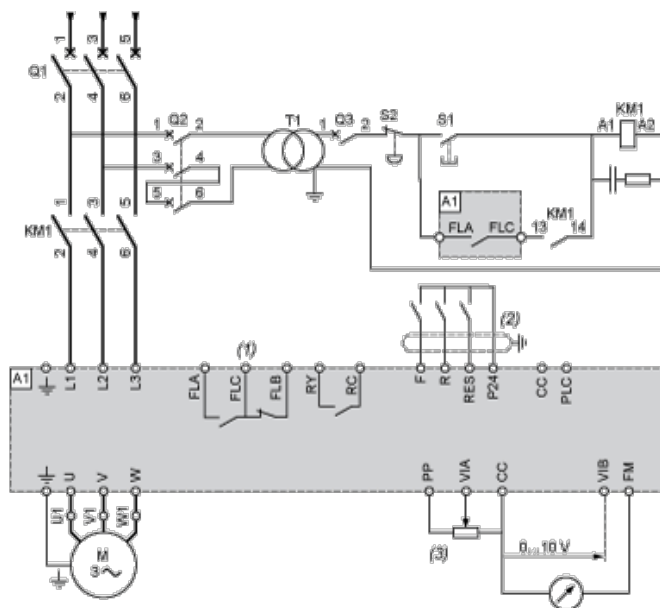 1 3 5
Q1
2 4 6
1 Q2 2
3 4
5 6
T1
1 Q3 2
S2
S1
KM1
A1 A2
1 3 5
KM1
2 4 6
A1
FLA FLC
13 KM1 14
(1)
(2)
A1
L1 L2 L3
FLA FLC FLB RY RC
F R RES P24 CC PLC
U V W
PP VIA CC VIB FM
U1 V1 W1
M
3
(3)
10 V